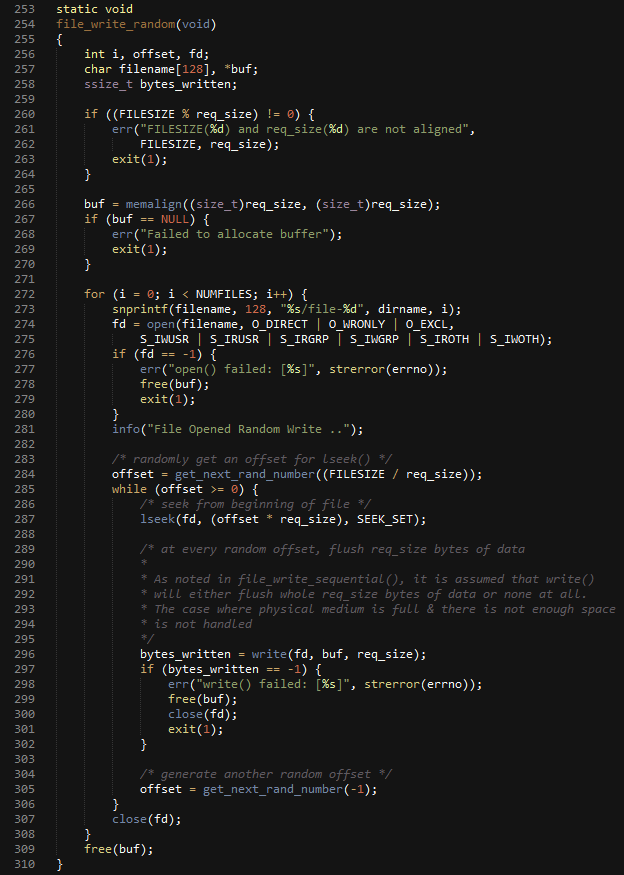 253 static void
254 file_write_random(void)
255 {
256     int i, offset, fd;
257     char filename[128], *buf;
258     ssize_t bytes_written;
259
260     if ((FILESIZE % req_size) != 0) {
261         err("FILESIZE(%d) and req_size(%d) are not aligned",
262             FILESIZE, req_size);
263         exit(1);
264     }
265
266     buf = memalign((size_t)req_size, (size_t)req_size);
267     if (buf == NULL) {
268         err("Failed to allocate buffer");
269         exit(1);
270     }
271
272     for (i = 0; i < NUMFILES; i++) {
273         snprintf(filename, 128, "%s/file-%d", dirname, i);
274         fd = open(filename, O_DIRECT | O_WRONLY | O_EXCL,
275             S_IWUSR | S_IRUSR | S_IRGRP | S_IWGRP | S_IROTH | S_IWOTH);
276         if (fd == -1) {
277             err("open() failed: [%s]", strerror(errno));
278             free(buf);
279             exit(1);
280         }
281         info("File Opened Random Write ..");
282
283         /* randomly get an offset for lseek() */
284         offset = get_next_rand_number((FILESIZE / req_size));
285         while (offset >= 0) {
286             /* seek from beginning of file */
287             lseek(fd, (offset * req_size), SEEK_SET);
288
289             /* at every random offset, flush req_size bytes of data
290             *
291             * As noted in file_write_sequential(), it is assumed that write()
292             * will either flush whole req_size bytes of data or none at all.
293             * The case where physical medium is full & there is not enough space
294             * is not handled
295             */
296             bytes_written = write(fd, buf, req_size);
297             if (bytes_written == -1) {
298                 err("write() failed: [%s]", strerror(errno));
299                 free(buf);
300                 close(fd);
301                 exit(1);
302             }
303
304             /* generate another random offset */
305             offset = get_next_rand_number(-1);
306         }
307         close(fd);
308     }
309     free(buf);
310 }